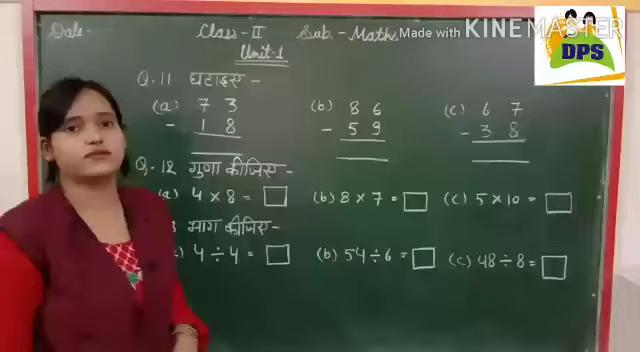 Date-
Class-II
Sub.-Maths
Made with KINEMASTER
DPS
Unit-1
Q.11 घटाइए-
(a) 7 3
- 1 8
(b) 8 6
- 5 9
(c) 6 7
- 3 8
Q.12 गुणा कीजिए-
(a) 4 × 8 = (b) 8 × 7 = (c) 5 × 10 =
भाग कीजिए-
4 ÷ 4 = (b) 54 ÷ 6 = (c) 48 ÷ 8 =